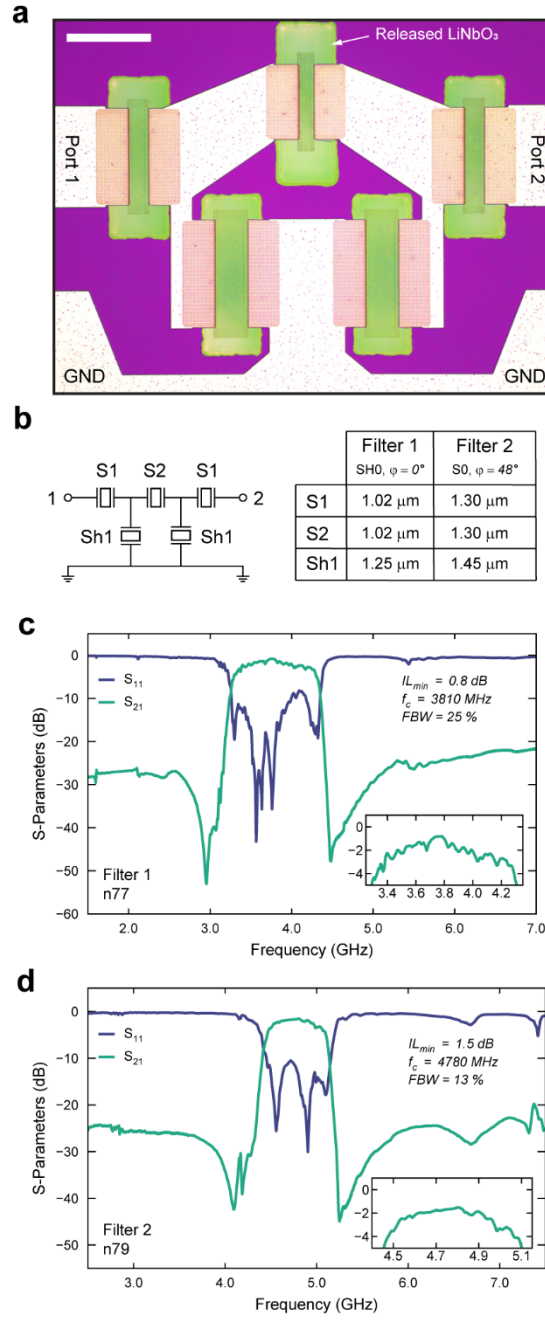 a
Released LiNbO₃
Port 1
Port 2
GND
GND
b
S1 S2 S1
1 2
Sh1 Sh1
Filter 1 Filter 2
SH0, φ = 0° S0, φ = 48°
S1 1.02 μm 1.30 μm
S2 1.02 μm 1.30 μm
Sh1 1.25 μm 1.45 μm
c
S-Parameters (dB)
0
−10
−20
−30
−40
−50
−60
S₁₁
S₂₁
IL_min = 0.8 dB
f_c = 3810 MHz
FBW = 25 %
0
−2
−4
3.4 3.6 3.8 4.0 4.2
Filter 1
n77
2.0 3.0 4.0 5.0 6.0 7.0
Frequency (GHz)
d
S-Parameters (dB)
0
−10
−20
−30
−40
−50
S₁₁
S₂₁
IL_min = 1.5 dB
f_c = 4780 MHz
FBW = 13 %
0
−2
−4
4.5 4.7 4.9 5.1
Filter 2
n79
3.0 4.0 5.0 6.0 7.0
Frequency (GHz)